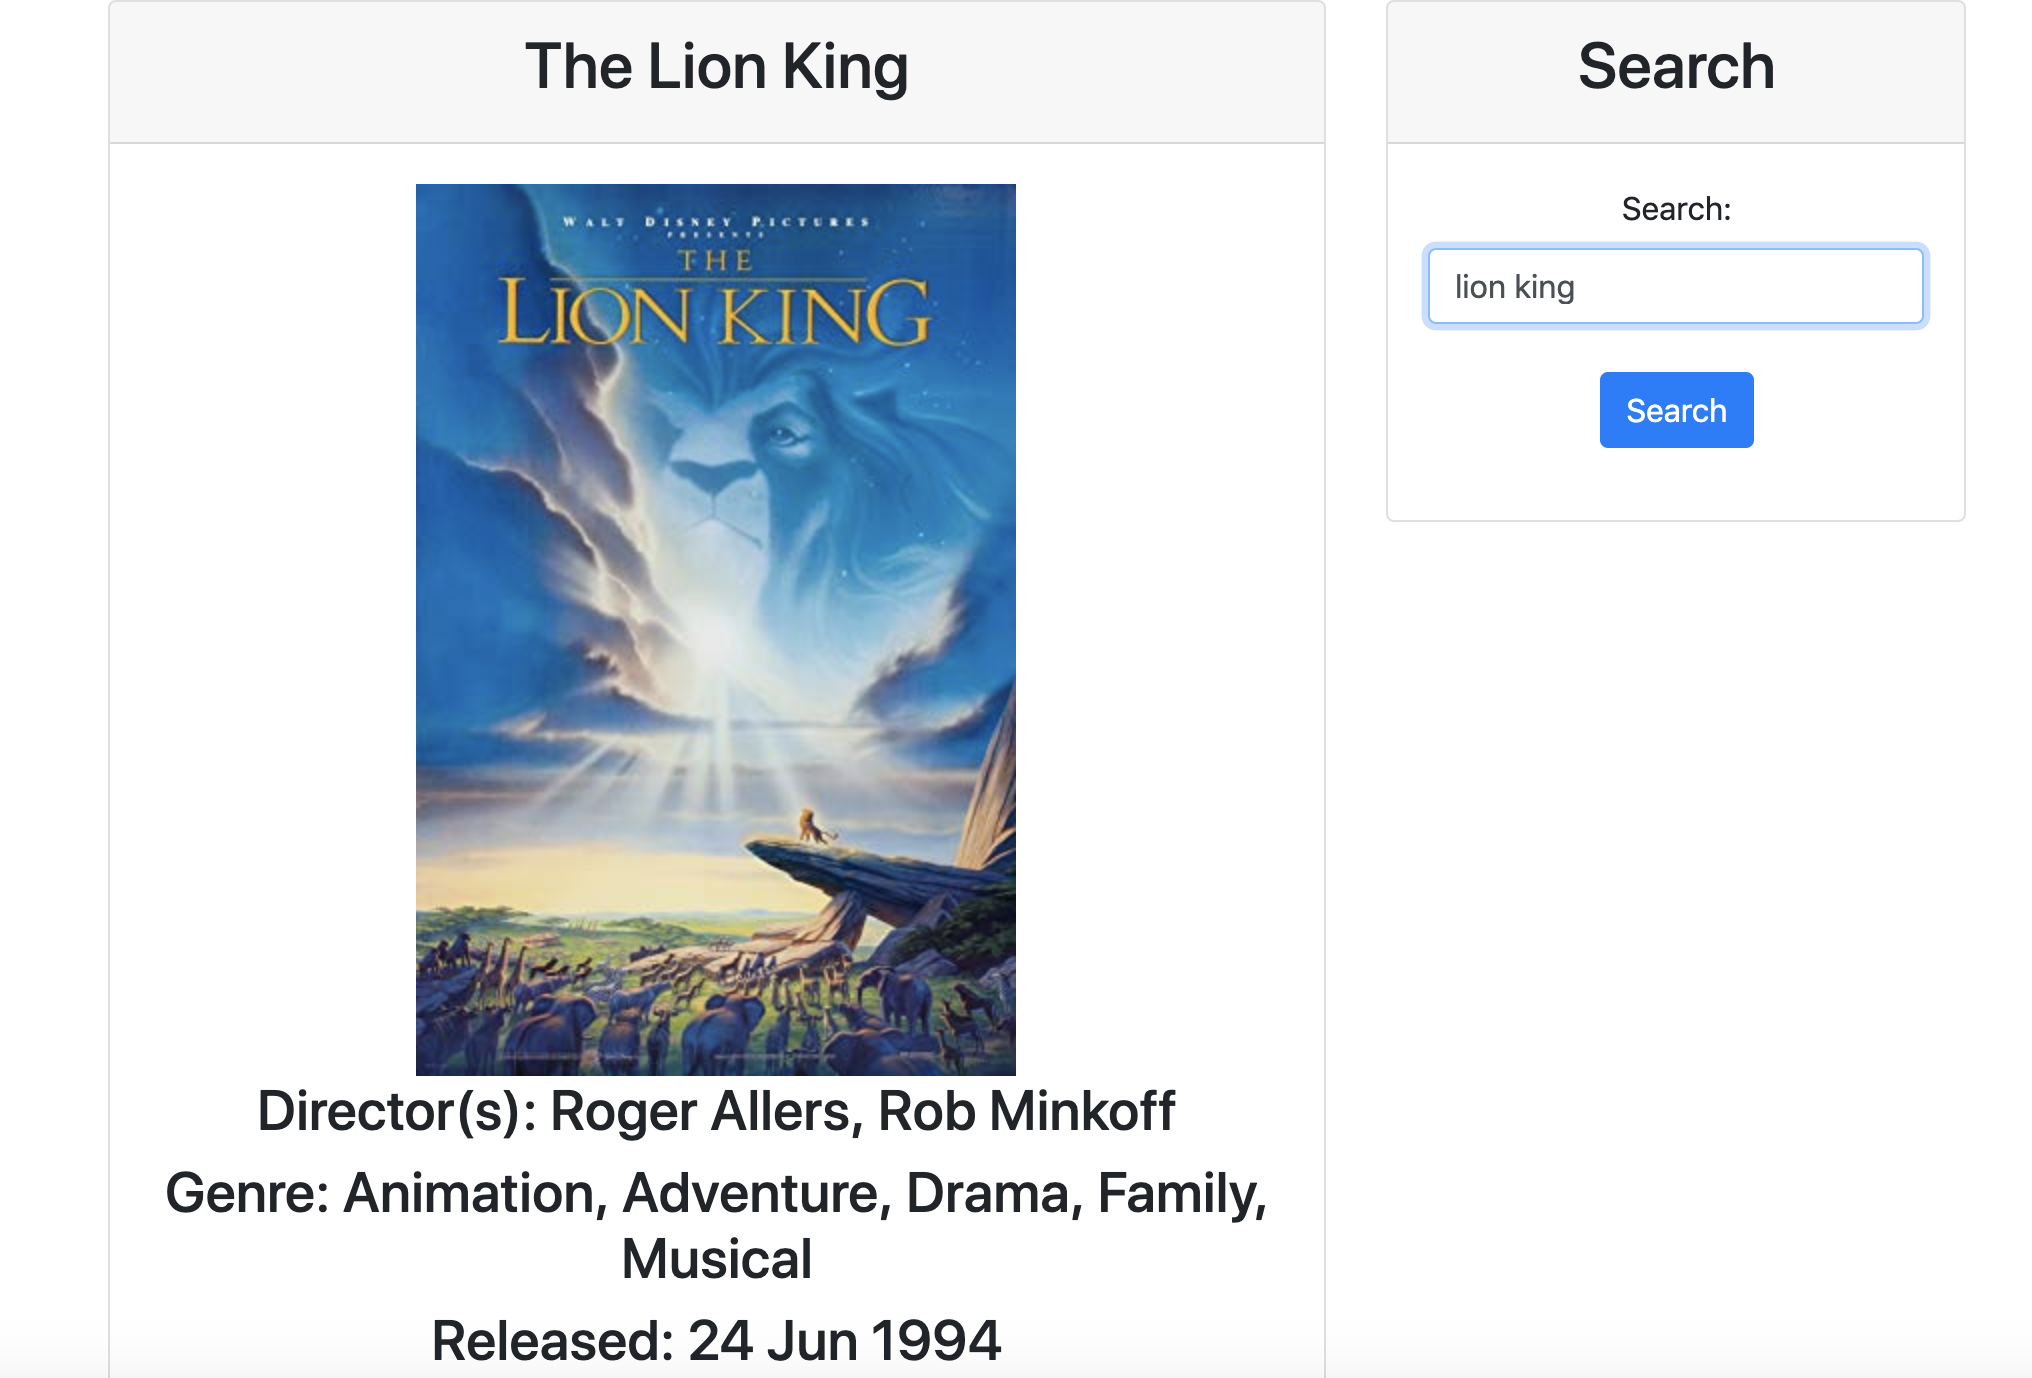 The Lion King
WALT DISNEY PICTURES
PRESENTS
THE
LION KING
Director(s): Roger Allers, Rob Minkoff
Genre: Animation, Adventure, Drama, Family,
Musical
Released: 24 Jun 1994
Search
Search:
lion king
Search